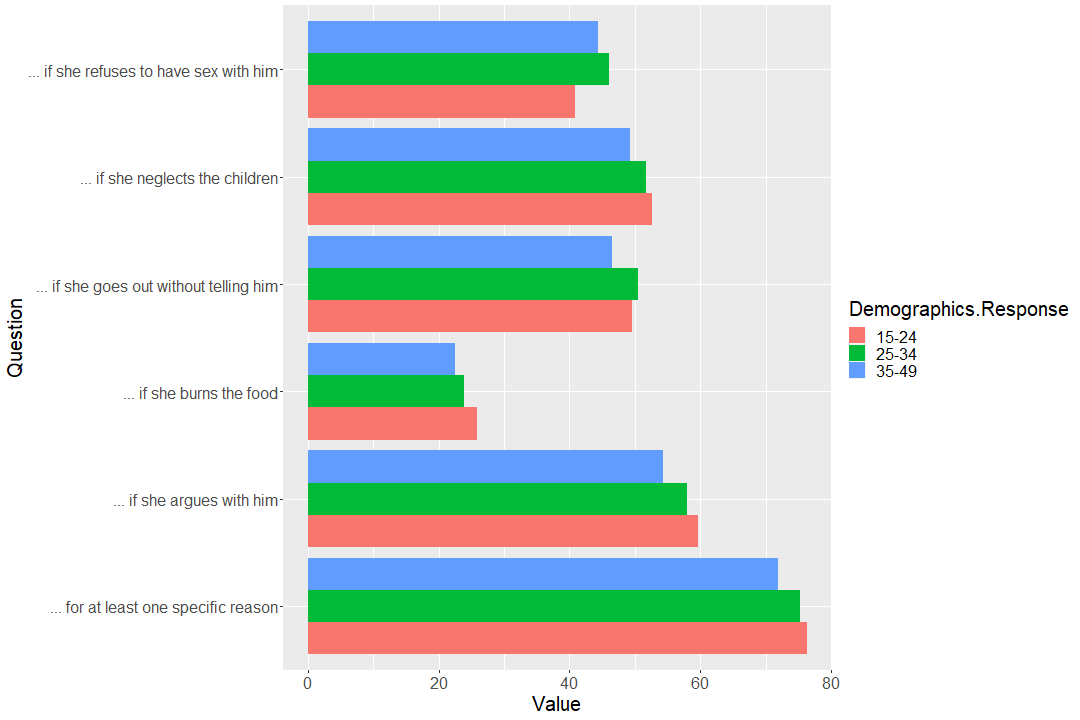 Question
... if she refuses to have sex with him
... if she neglects the children
... if she goes out without telling him
... if she burns the food
... if she argues with him
... for at least one specific reason
0 20 40 60 80
Value
Demographics.Response
15-24
25-34
35-49